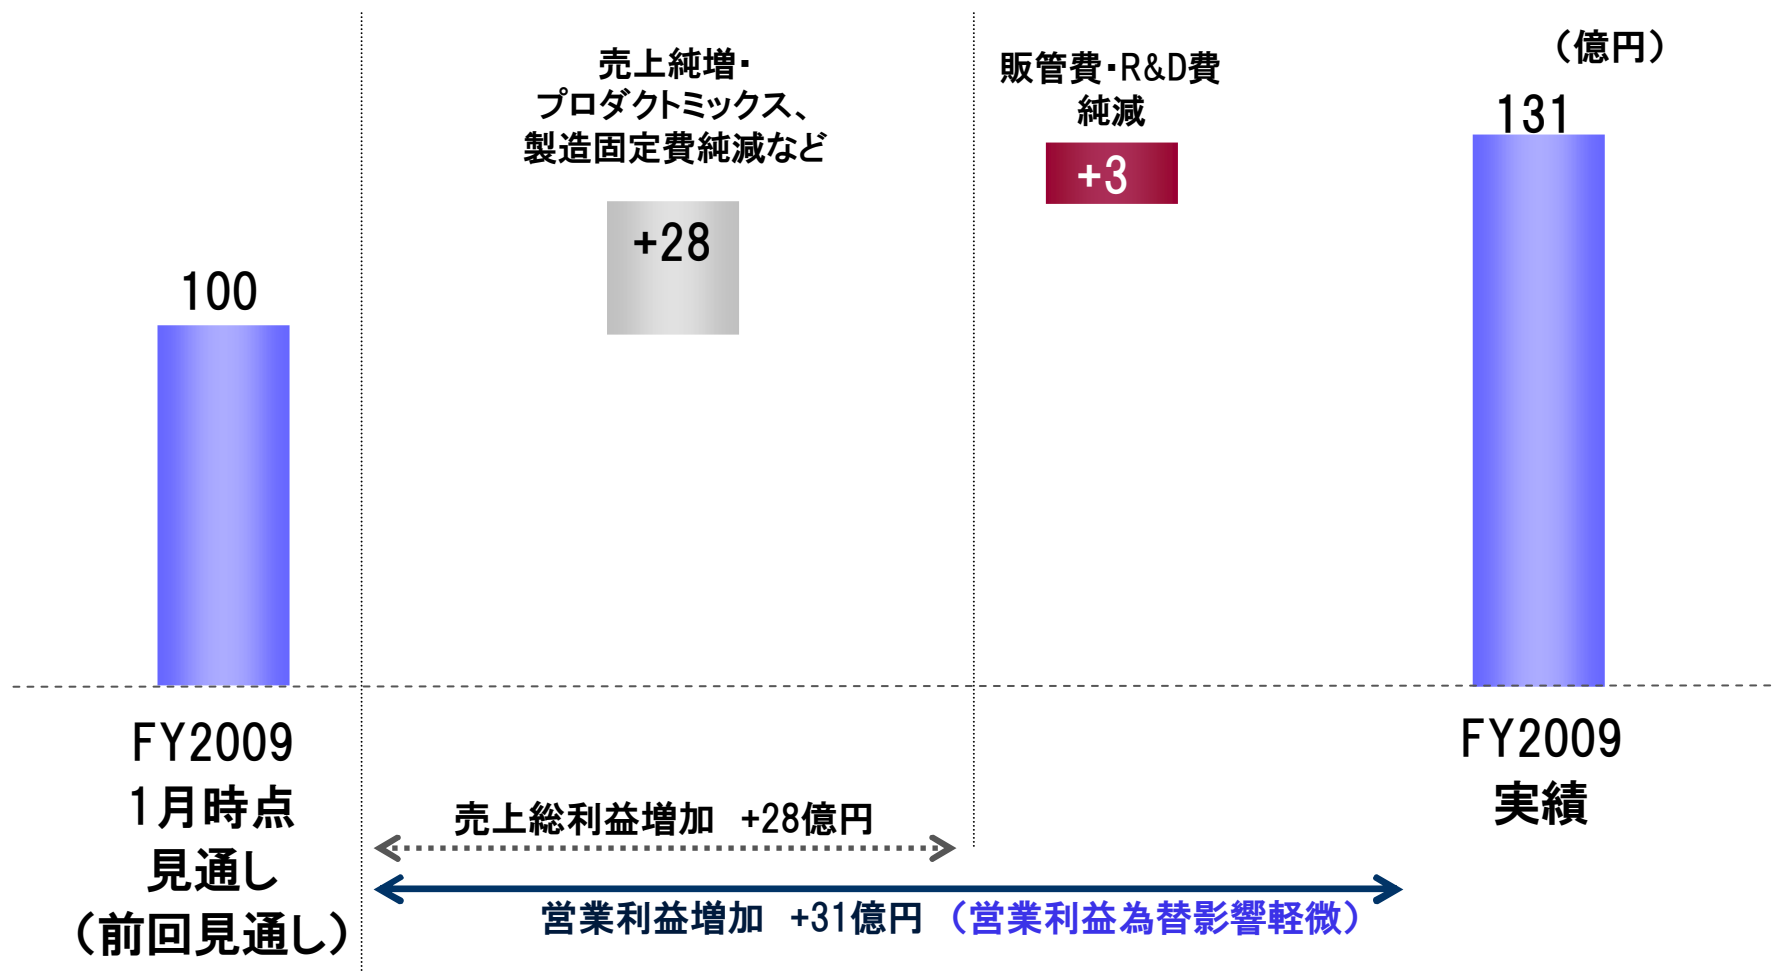 （億円）
売上純増・
プロダクトミックス、
製造固定費純減など
+28
販管費・R&D費
純減
+3
100
131
FY2009
1月時点
見通し
（前回見通し）
FY2009
実績
売上総利益増加　+28億円
営業利益増加　+31億円（営業利益為替影響軽微）